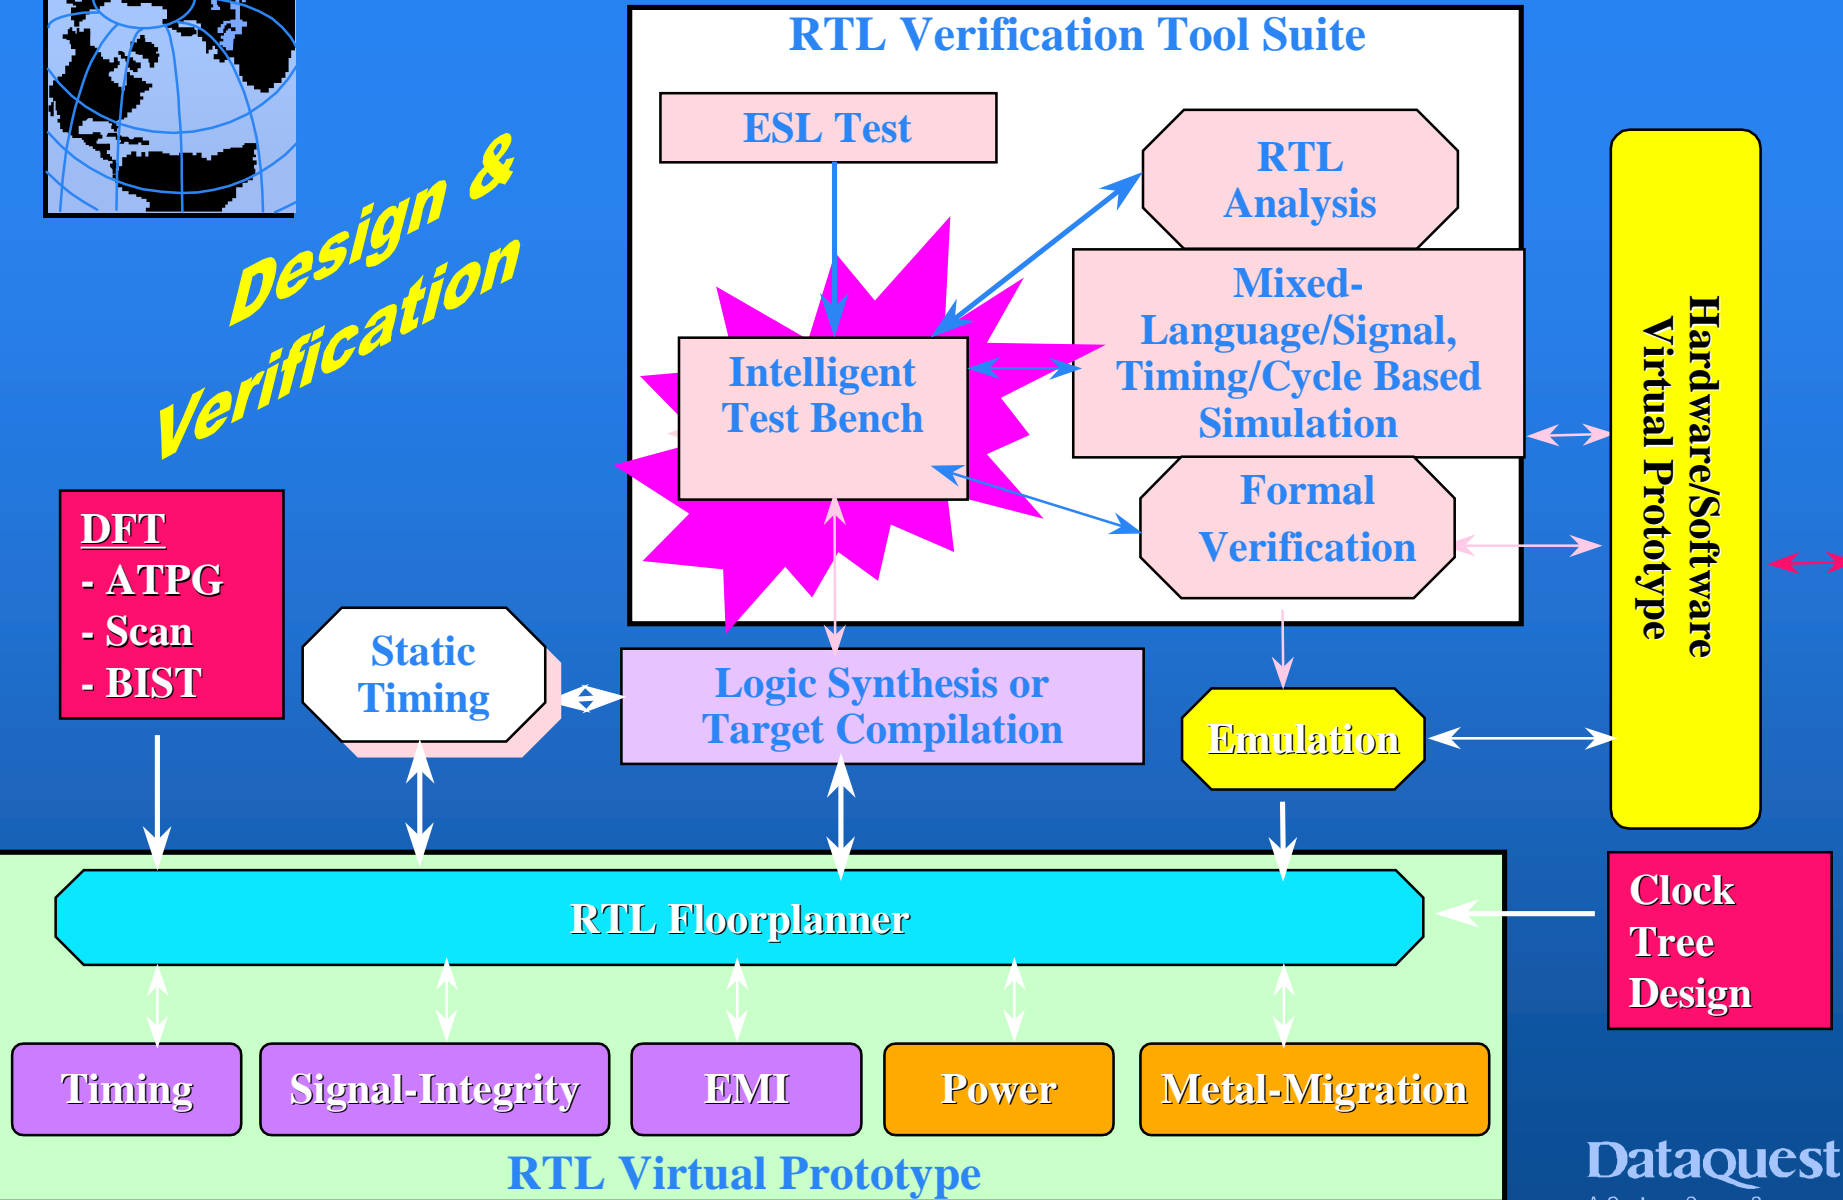 RTL Verification Tool Suite
ESL Test
RTL
Analysis
Design &
Verification
Mixed-
Language/Signal,
Timing/Cycle Based
Simulation
Intelligent
Test Bench
Formal
Verification
Hardware/Software
Virtual Prototype
DFT
- ATPG
- Scan
- BIST
Static
Timing
Logic Synthesis or
Target Compilation
Emulation
RTL Floorplanner
Clock
Tree
Design
Timing
Signal-Integrity
EMI
Power
Metal-Migration
RTL Virtual Prototype
Dataquest